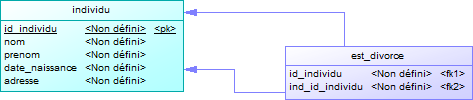 individu
id_individu <Non défini> <pk>
nom <Non défini>
prenom <Non défini>
date_naissance <Non défini>
adresse <Non défini>
est_divorce
id_individu <Non défini> <fk1>
ind_id_individu <Non défini> <fk2>